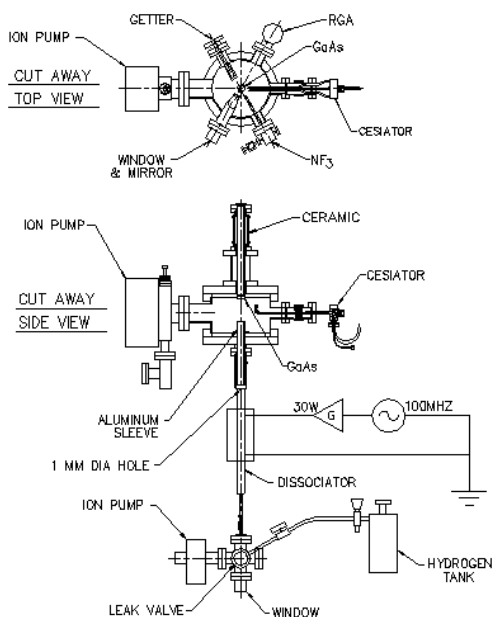 GETTER
RGA
ION PUMP
GaAs
CUT AWAY
TOP VIEW
CESIATOR
WINDOW
& MIRROR
NF3
CERAMIC
ION PUMP
CESIATOR
CUT AWAY
SIDE VIEW
GaAs
ALUMINUM
SLEEVE
30W
G
100MHZ
1 MM DIA HOLE
DISSOCIATOR
ION PUMP
HYDROGEN
TANK
LEAK VALVE
WINDOW